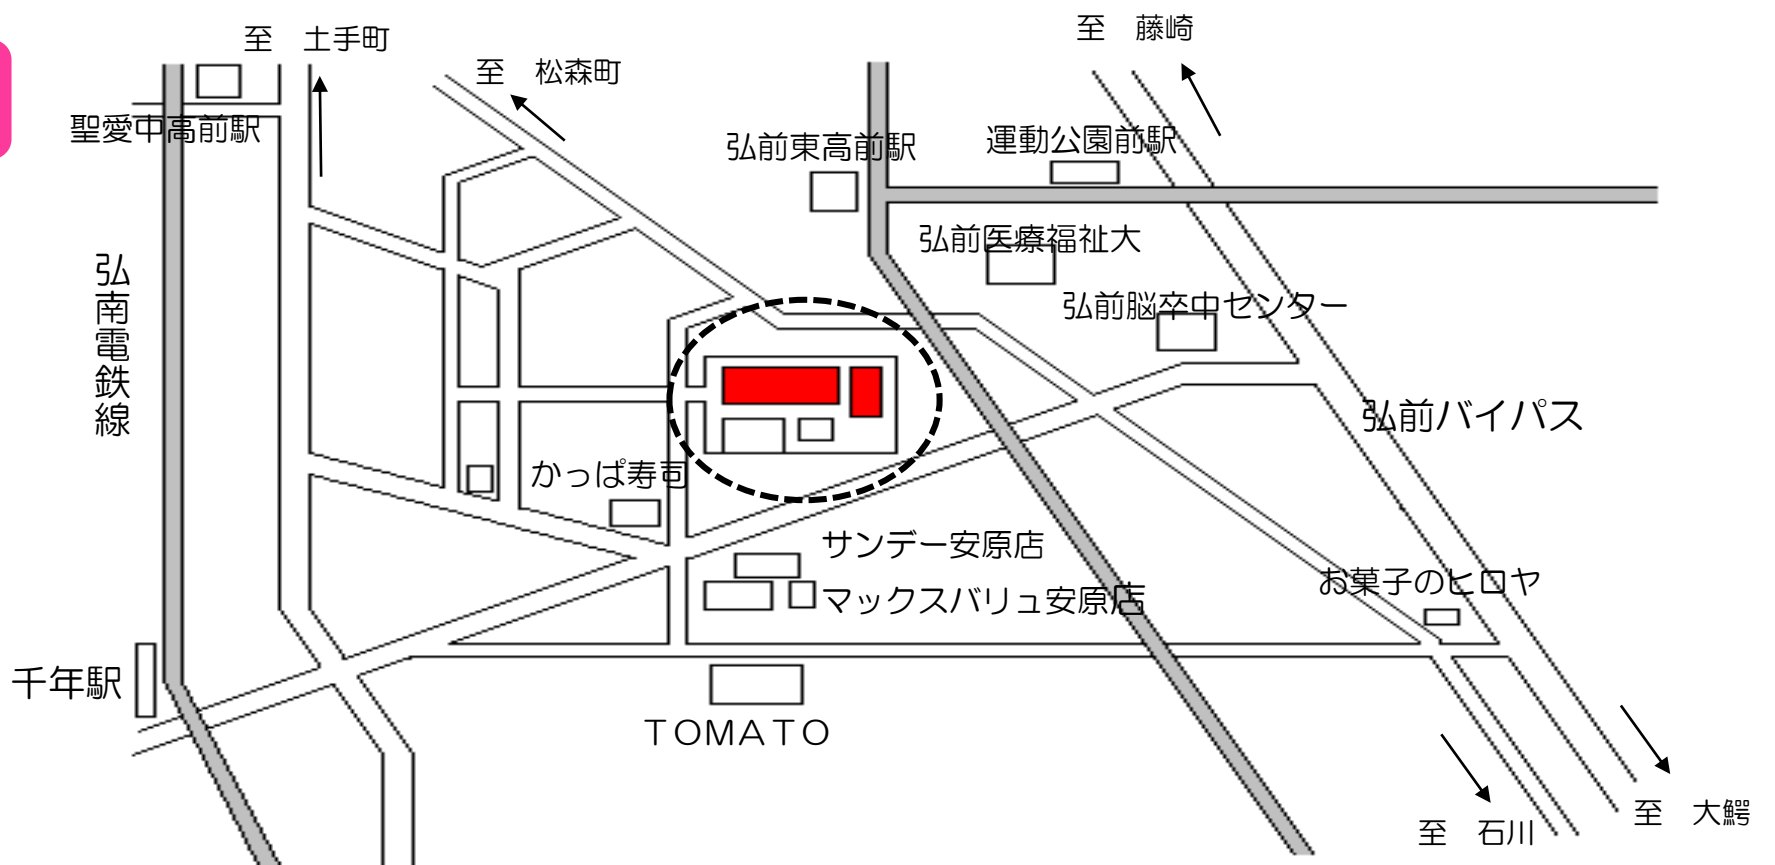 至　土手町
至　松森町
至　藤崎
聖愛中高前駅
弘前東高前駅
運動公園前駅
弘前医療福祉大
弘南電鉄線
弘前脳卒中センター
弘前バイパス
かっぱ寿司
サンデー安原店
マックスバリュ安原店
お菓子のヒロヤ
千年駅
ＴＯＭＡＴＯ
至　石川
至　大鰐